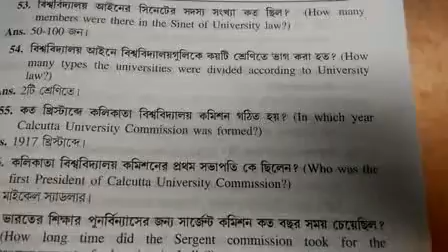 53. বিশ্ববিদ্যালয় আইনের সিনেটের সদস্য সংখ্যা কত ছিল? (How many
members were there in the Sinet of University law?)
Ans. 50-100 জন।
54. বিশ্ববিদ্যালয় আইনে বিশ্ববিদ্যালয়গুলিকে কয়টি শ্রেণিতে ভাগ করা হত? (How
many types the universities were divided according to University
law?)
ns. 2টি শ্রেণিতে।
55. কত খ্রিস্টাব্দে কলিকাতা বিশ্ববিদ্যালয় কমিশন গঠিত হয়? (In which year
Calcutta University Commission was formed?)
s. 1917 খ্রিস্টাব্দে।
. কলিকাতা বিশ্ববিদ্যালয় কমিশনের প্রথম সভাপতি কে ছিলেন? (Who was the
first President of Calcutta University Commission?)
মাইকেল স্যাডলার।
ভারতের শিক্ষার পুনর্বিন্যাসের জন্য সার্জেন্ট কমিশন কত বছর সময় চেয়েছিল?
(How long time did the Sergent commission took for the